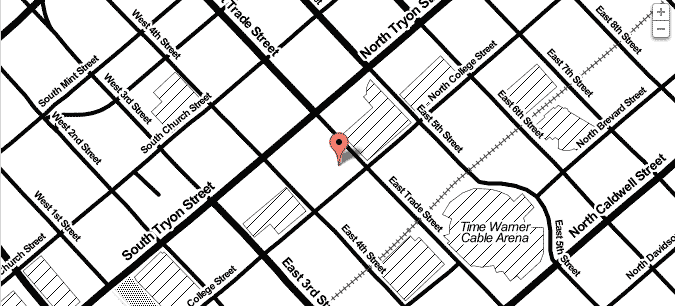 West 4th Street
Trade Street
North Tryon Street
East 8th Street
+
−
South Mint Street
West 3rd Street
North College Street
East 7th Street
South Church Street
East 6th Street
West 2nd Street
East 5th Street
North Brevard Street
West 1st Street
South Tryon Street
East Trade Street
North Caldwell Street
Time Warner
Cable Arena
East 5th Street
Church Street
East 4th Street
North Davidso
College Street
East 3rd S